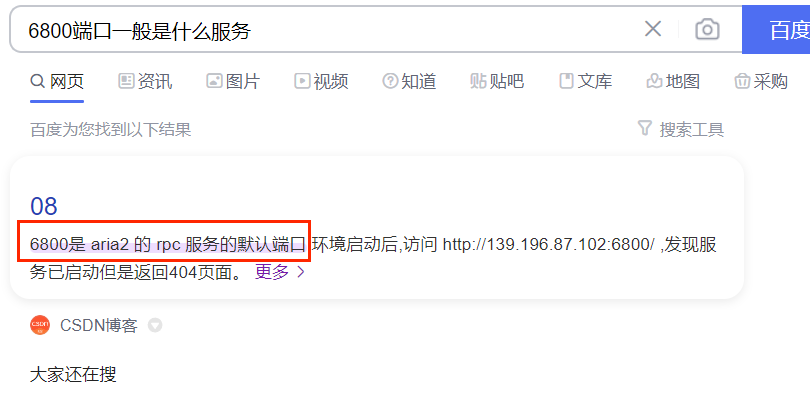 6800端口一般是什么服务
百度
网页 资讯 图片 视频 知道 贴吧 文库 地图 采购
百度为您找到以下结果 搜索工具
08
6800是 aria2 的 rpc 服务的默认端口 环境启动后,访问 http://139.196.87.102:6800/ ,发现服
务已启动但是返回404页面。 更多
CSDN博客
大家还在搜